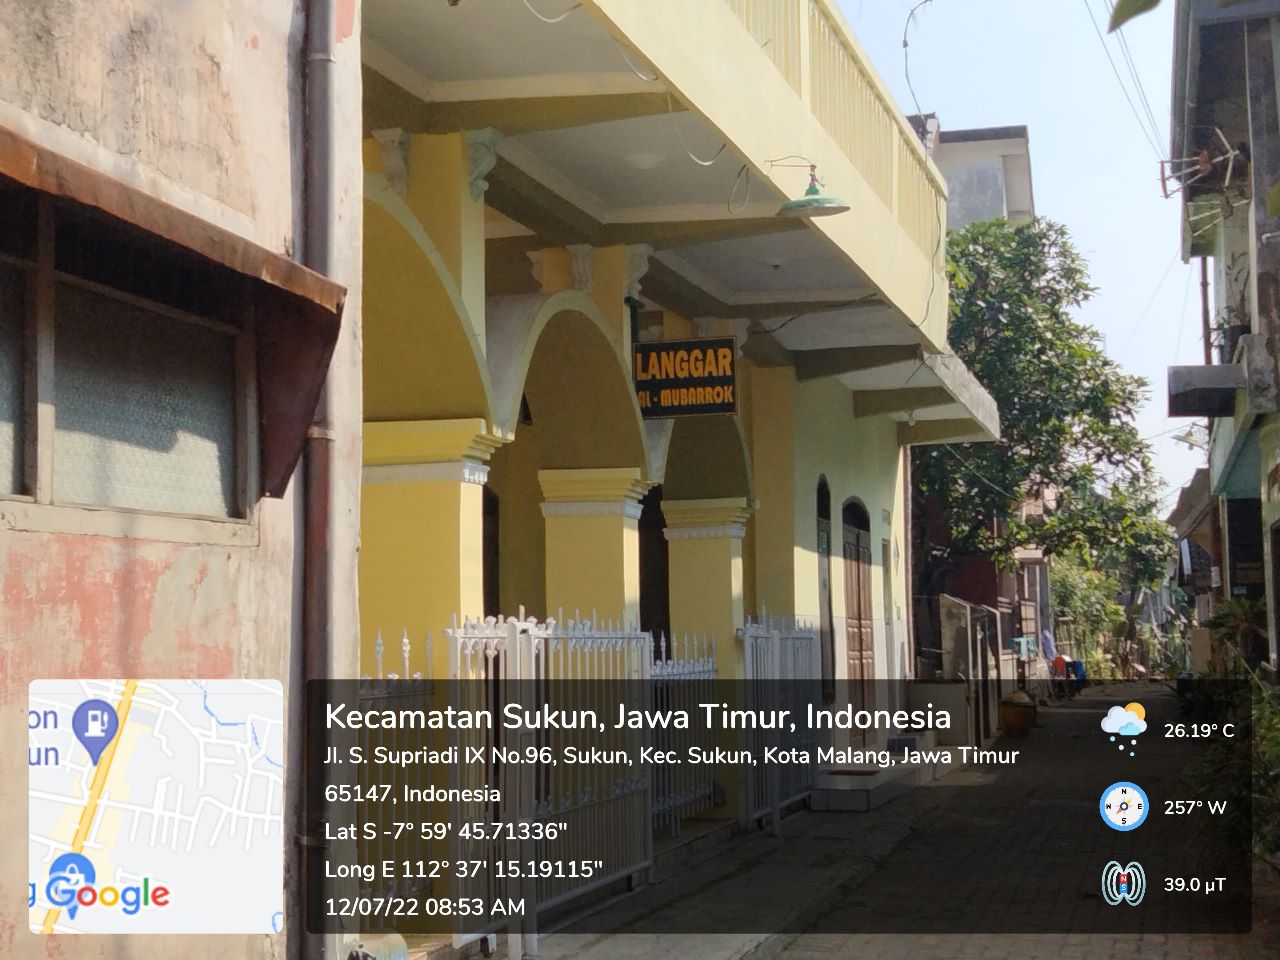 LANGGAR
AL - MUBARROK
on
un
g Google
Kecamatan Sukun, Jawa Timur, Indonesia
Jl. S. Supriadi IX No.96, Sukun, Kec. Sukun, Kota Malang, Jawa Timur
65147, Indonesia
Lat S -7° 59' 45.71336"
Long E 112° 37' 15.19115"
12/07/22 08:53 AM
26.19° C
N
W
E
S
257° W
N
S
39.0 µT